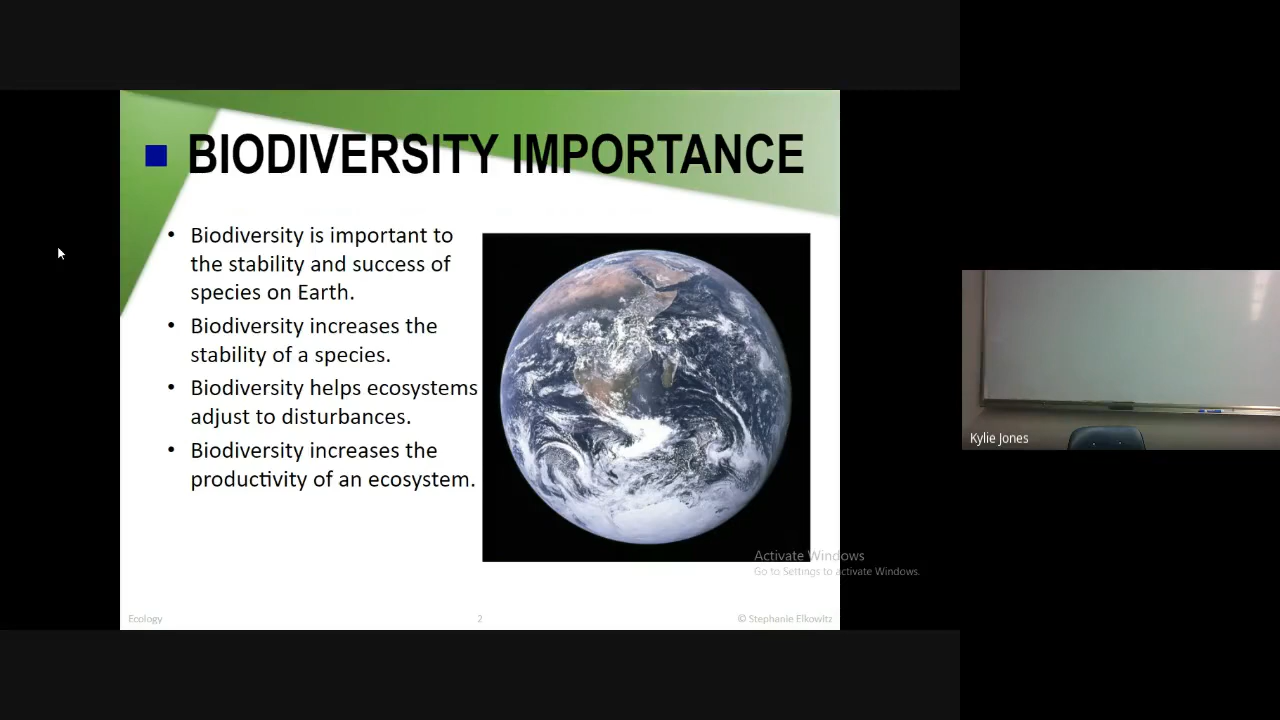 BIODIVERSITY IMPORTANCE
• Biodiversity is important to
the stability and success of
species on Earth.
• Biodiversity increases the
stability of a species.
• Biodiversity helps ecosystems
adjust to disturbances.
• Biodiversity increases the
productivity of an ecosystem.
Kylie Jones
Activate Windows
Go to Settings to activate Windows.
Ecology
2
© Stephanie Elkowitz